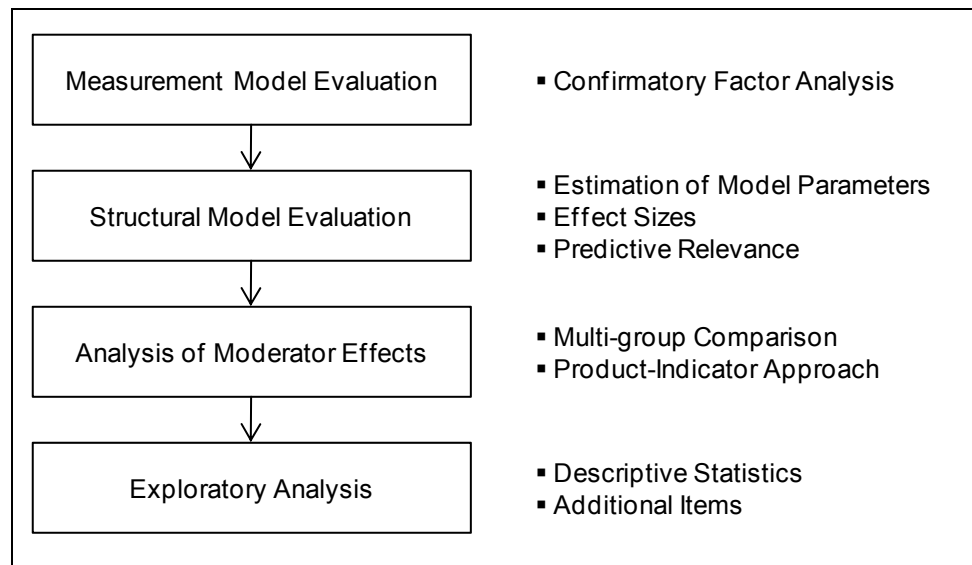 Measurement Model Evaluation
▪ Confirmatory Factor Analysis
Structural Model Evaluation
▪ Estimation of Model Parameters
▪ Effect Sizes
▪ Predictive Relevance
Analysis of Moderator Effects
▪ Multi-group Comparison
▪ Product-Indicator Approach
Exploratory Analysis
▪ Descriptive Statistics
▪ Additional Items